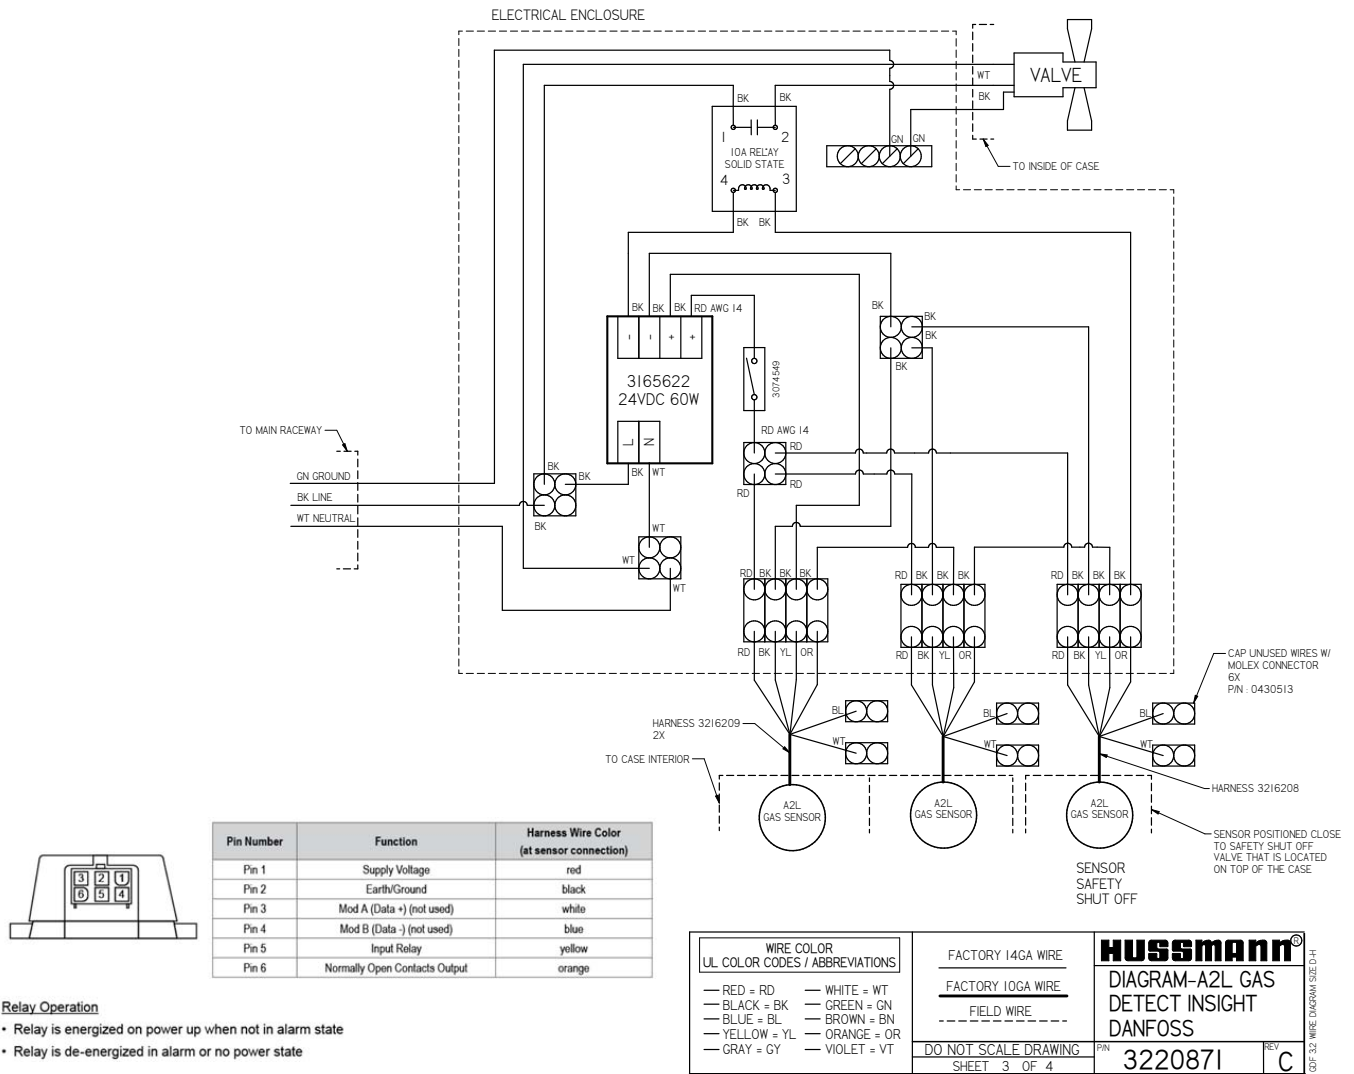 ELECTRICAL ENCLOSURE
WT
VALVE
BK
BK
BK
1
2
10A RELAY
SOLID STATE
4
3
GN
GN
TO INSIDE OF CASE
BK
BK
BK
BK
BK
RD AWG 14
-
-
+
+
BK
BK
BK
BK
3165622
24VDC 60W
L
N
3074549
TO MAIN RACEWAY
RD AWG 14
RD
RD
RD
GN GROUND
BK LINE
WT NEUTRAL
BK
BK
BK
BK
WT
WT
WT
WT
RD
BK
BK
BK
RD
BK
BK
BK
RD
BK
BK
BK
RD
BK
YL
OR
RD
BK
YL
OR
RD
BK
YL
OR
CAP UNUSED WIRES W/
MOLEX CONNECTOR
6X
P/N : 0430513
BL
BL
BL
HARNESS 3216209
2X
WT
WT
WT
TO CASE INTERIOR
HARNESS 3216208
A2L
GAS SENSOR
A2L
GAS SENSOR
A2L
GAS SENSOR
SENSOR POSITIONED CLOSE
TO SAFETY SHUT OFF
VALVE THAT IS LOCATED
ON TOP OF THE CASE
SENSOR
SAFETY
SHUT OFF
3 2 1
6 5 4
Pin Number Function Harness Wire Color
(at sensor connection)
Pin 1 Supply Voltage red
Pin 2 Earth/Ground black
Pin 3 Mod A (Data +) (not used) white
Pin 4 Mod B (Data -) (not used) blue
Pin 5 Input Relay yellow
Pin 6 Normally Open Contacts Output orange
Relay Operation
• Relay is energized on power up when not in alarm state
• Relay is de-energized in alarm or no power state
WIRE COLOR
UL COLOR CODES / ABBREVIATIONS
RED = RD
WHITE = WT
BLACK = BK
GREEN = GN
BLUE = BL
BROWN = BN
YELLOW = YL
ORANGE = OR
GRAY = GY
VIOLET = VT
FACTORY 14GA WIRE
FACTORY 10GA WIRE
FIELD WIRE
DO NOT SCALE DRAWING
SHEET 3 OF 4
HUSSMANN®
DIAGRAM-A2L GAS
DETECT INSIGHT
DANFOSS
P/N
3220871
REV
C
GDF 3.2 WIRE DIAGRAM SIZE D-H